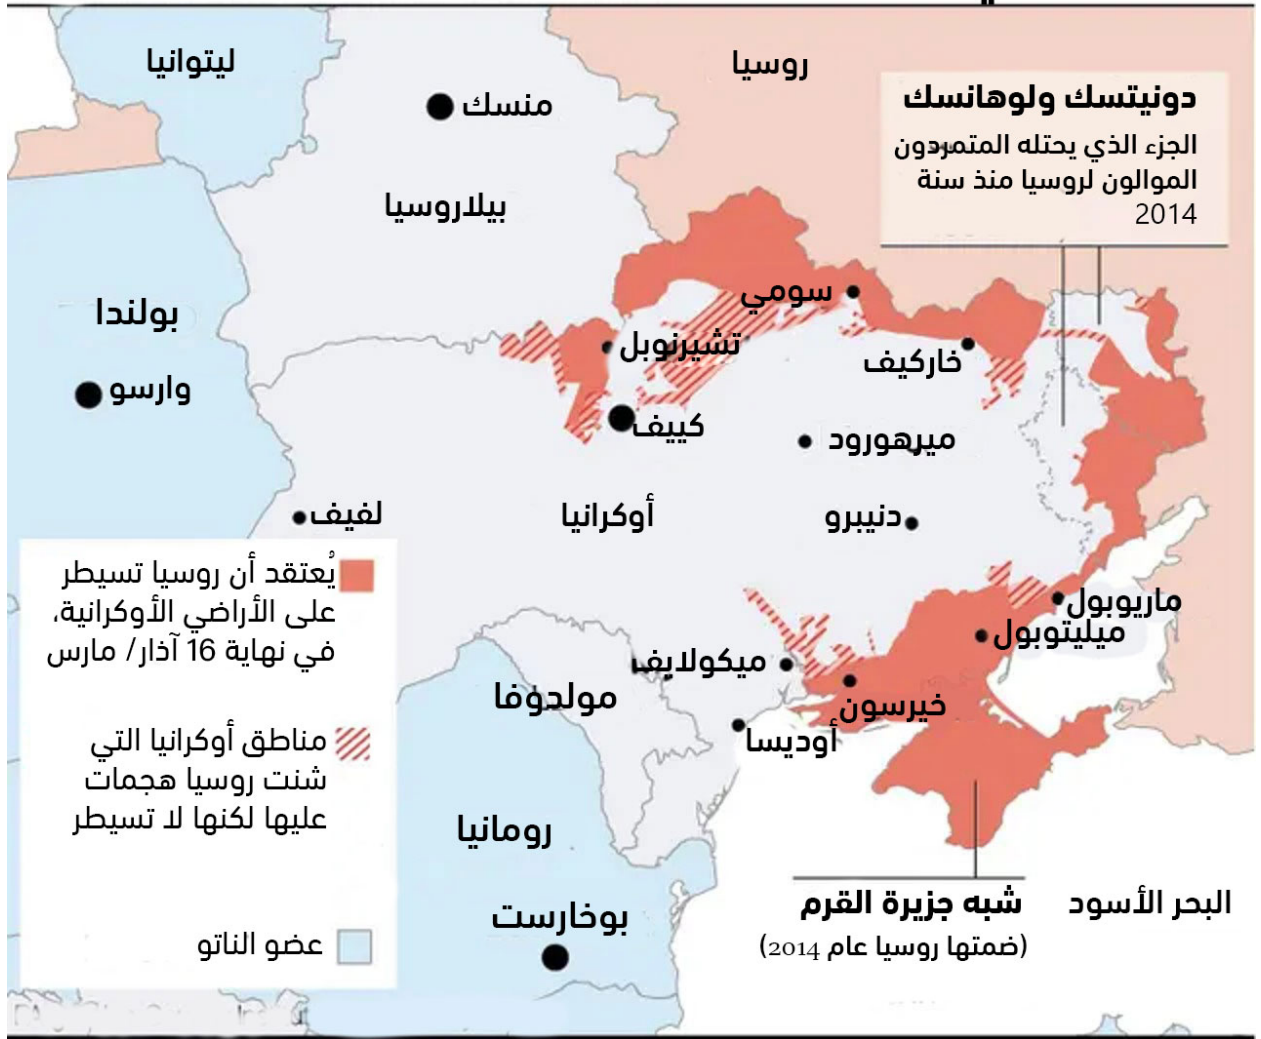 ليتوانيا
روسيا
منسك
دونيتسك ولوهانسك
الجزء الذي يحتله المتمردون
الموالون لروسيا منذ سنة
2014
بيلاروسيا
بولندا
وارسو
سومي
تشيرنوبل
خاركيف
كييف
ميرهورود
لفيف
أوكرانيا
دنيبرو
ماريوبول
ميليتوبول
ميكولايف
مولدوفا
خيرسون
أوديسا
رومانيا
بوخارست
شبه جزيرة القرم
(ضمتها روسيا عام 2014)
البحر الأسود
يُعتقد أن روسيا تسيطر
على الأراضي الأوكرانية،
في نهاية 16 آذار/ مارس
مناطق أوكرانيا التي
شنت روسيا هجمات
عليها لكنها لا تسيطر
عضو الناتو